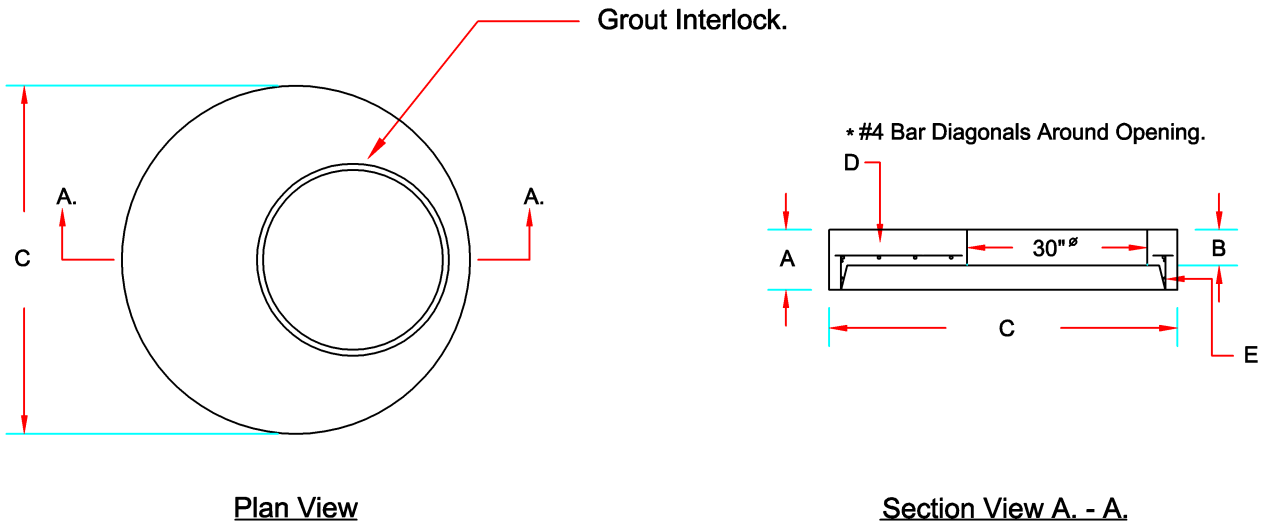 Grout Interlock.
* #4 Bar Diagonals Around Opening.
D
A.
A.
C
A
30" ø
B
C
E
Plan View
Section View A. - A.